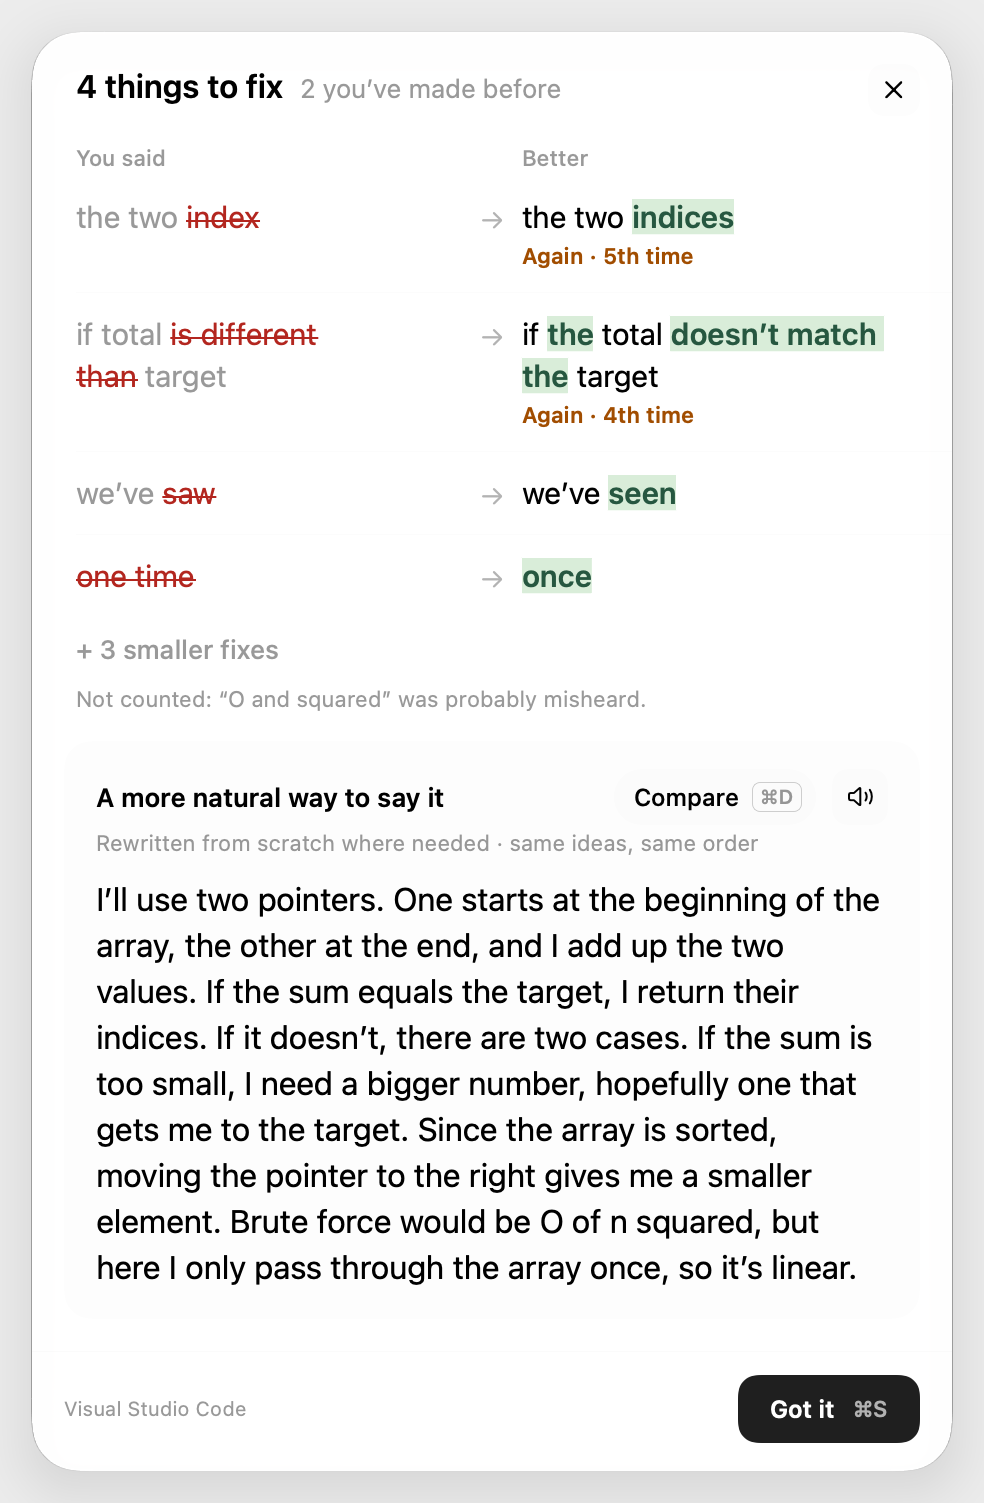 4 things to fix 2 you’ve made before
You said Better
the two index → the two indices
Again · 5th time
if total is different → if the total doesn’t match
than target the target
Again · 4th time
we’ve saw → we’ve seen
one time → once
+ 3 smaller fixes
Not counted: “O and squared” was probably misheard.
A more natural way to say it Compare ⌘D
Rewritten from scratch where needed · same ideas, same order
I’ll use two pointers. One starts at the beginning of the
array, the other at the end, and I add up the two
values. If the sum equals the target, I return their
indices. If it doesn’t, there are two cases. If the sum is
too small, I need a bigger number, hopefully one that
gets me to the target. Since the array is sorted,
moving the pointer to the right gives me a smaller
element. Brute force would be O of n squared, but
here I only pass through the array once, so it’s linear.
Visual Studio Code Got it ⌘S